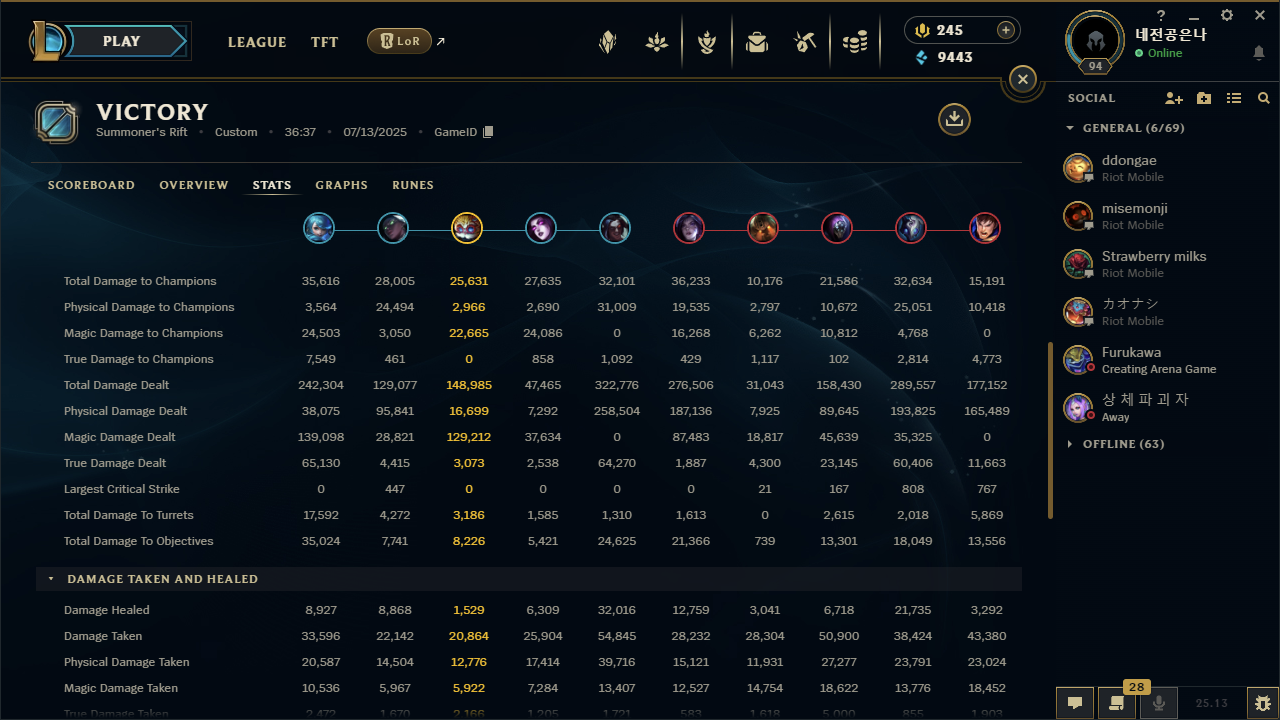 PLAY
LEAGUE TFT LoR
245
9443
94
네전공은나
Online
VICTORY
Summoner's Rift • Custom • 36:37 • 07/13/2025 • GameID
SCOREBOARD OVERVIEW STATS GRAPHS RUNES
Total Damage to Champions 35,616 28,005 25,631 27,635 32,101 36,233 10,176 21,586 32,634 15,191
Physical Damage to Champions 3,564 24,494 2,966 2,690 31,009 19,535 2,797 10,672 25,051 10,418
Magic Damage to Champions 24,503 3,050 22,665 24,086 0 16,268 6,262 10,812 4,768 0
True Damage to Champions 7,549 461 0 858 1,092 429 1,117 102 2,814 4,773
Total Damage Dealt 242,304 129,077 148,985 47,465 322,776 276,506 31,043 158,430 289,557 177,152
Physical Damage Dealt 38,075 95,841 16,699 7,292 258,504 187,136 7,925 89,645 193,825 165,489
Magic Damage Dealt 139,098 28,821 129,212 37,634 0 87,483 18,817 45,639 35,325 0
True Damage Dealt 65,130 4,415 3,073 2,538 64,270 1,887 4,300 23,145 60,406 11,663
Largest Critical Strike 0 447 0 0 0 0 21 167 808 767
Total Damage To Turrets 17,592 4,272 3,186 1,585 1,310 1,613 0 2,615 2,018 5,869
Total Damage To Objectives 35,024 7,741 8,226 5,421 24,625 21,366 739 13,301 18,049 13,556
DAMAGE TAKEN AND HEALED
Damage Healed 8,927 8,868 1,529 6,309 32,016 12,759 3,041 6,718 21,735 3,292
Damage Taken 33,596 22,142 20,864 25,904 54,845 28,232 28,304 50,900 38,424 43,380
Physical Damage Taken 20,587 14,504 12,776 17,414 39,716 15,121 11,931 27,277 23,791 23,024
Magic Damage Taken 10,536 5,967 5,922 7,284 13,407 12,527 14,754 18,622 13,776 18,452
True Damage Taken 2,472 1,670 2,166 1,205 1,721 583 1,618 5,000 855 1,903
SOCIAL
GENERAL (6/69)
ddongae
Riot Mobile
misemonji
Riot Mobile
Strawberry milks
Riot Mobile
カオナシ
Riot Mobile
Furukawa
Creating Arena Game
상 체 파 괴 자
Away
OFFLINE (63)
28
25.13